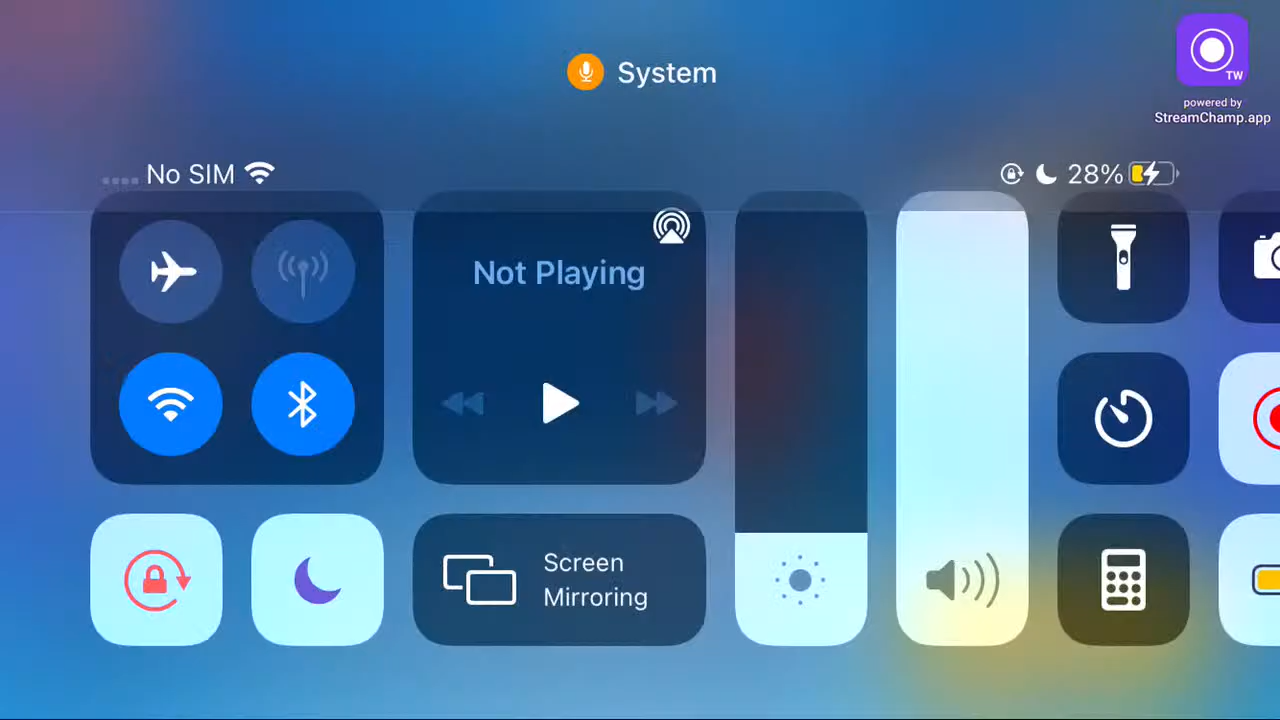 System
TW
powered by
StreamChamp.app
No SIM
28%
Not Playing
Screen
Mirroring